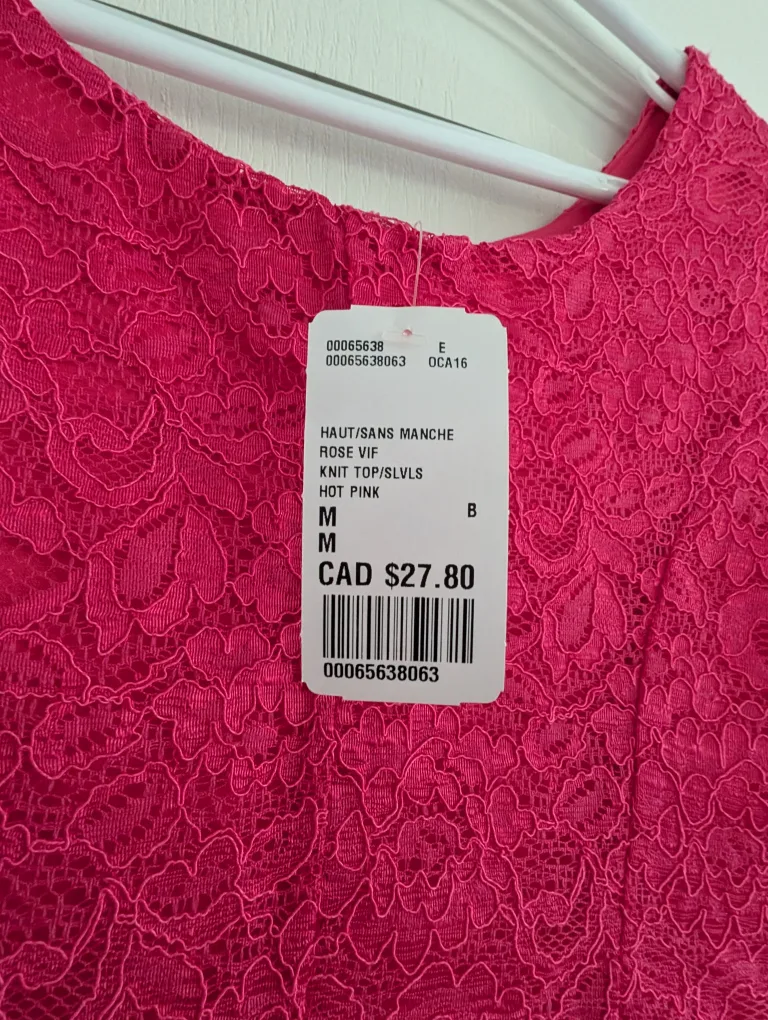 00065638 E
00065638063 OCA16
HAUT/SANS MANCHE
ROSE VIF
KNIT TOP/SLVLS
HOT PINK
M B
M
CAD $27.80
00065638063